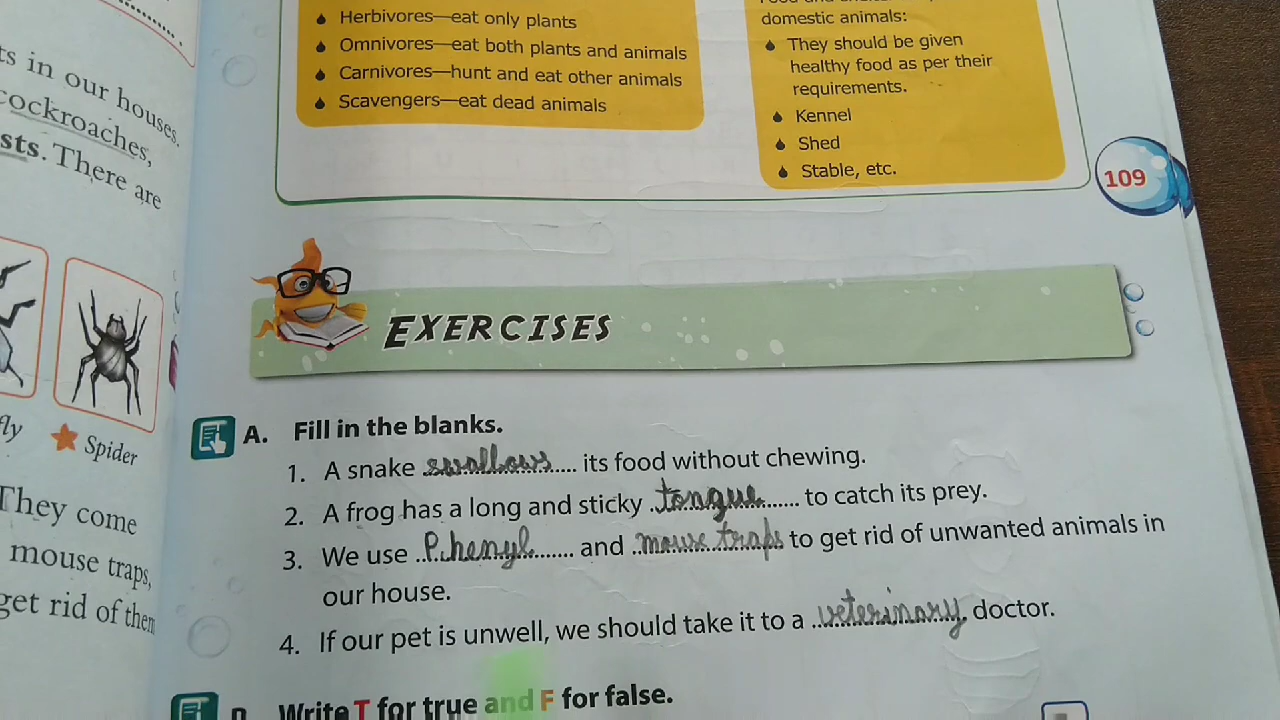 Herbivores—eat only plants
Omnivores—eat both plants and animals
Carnivores—hunt and eat other animals
Scavengers—eat dead animals
domestic animals:
They should be given
healthy food as per their
requirements.
Kennel
Shed
Stable, etc.
109
ts in our houses.
cockroaches,
sts. There are
fly
Spider
They come
mouse traps,
get rid of them
EXERCISES
A. Fill in the blanks.
1. A snake swallows its food without chewing.
2. A frog has a long and sticky tongue to catch its prey.
3. We use Phenyl and mouse traps to get rid of unwanted animals in
our house.
4. If our pet is unwell, we should take it to a veterinary doctor.
Write T for true and F for false.